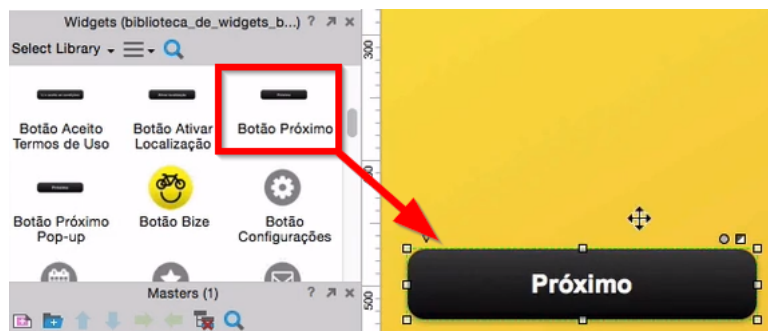 Widgets (biblioteca_de_widgets_b...) ?
Select Library
Botão Aceito
Termos de Uso
Botão Ativar
Localização
Botão Próximo
Próximo
Botão Próximo
Pop-up
Botão Bize
Botão
Configurações
Masters (1) ?
300
500
Próximo